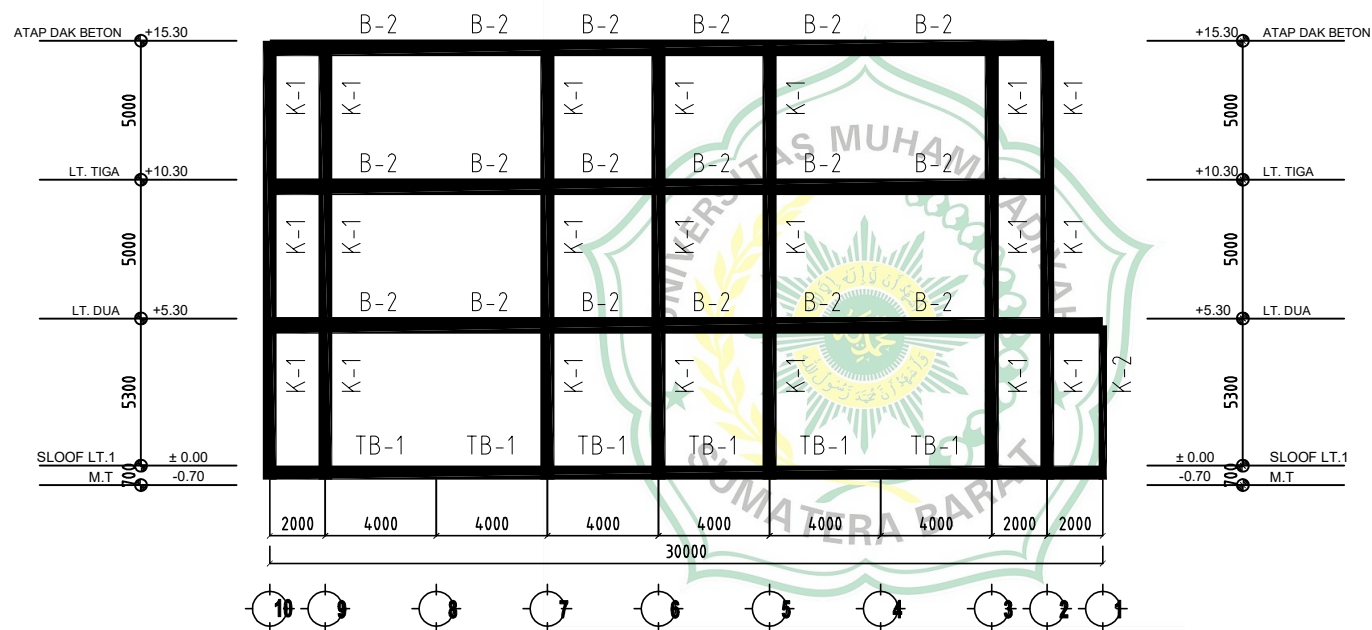 B-2 B-2 B-2 B-2 B-2 B-2
ATAP DAK BETON +15.30
+15.30 ATAP DAK BETON
K-1 K-1 K-1 K-1 K-1 K-1 K-1
5000
5000
B-2 B-2 B-2 B-2 B-2 B-2
LT. TIGA +10.30
+10.30 LT. TIGA
K-1 K-1 K-1 K-1 K-1 K-1 K-1
5000
5000
B-2 B-2 B-2 B-2 B-2 B-2
LT. DUA +5.30
+5.30 LT. DUA
K-1 K-1 K-1 K-1 K-1 K-1 K-1 K-2
5300
5300
TB-1 TB-1 TB-1 TB-1 TB-1 TB-1
SLOOF LT.1 ± 0.00
± 0.00 SLOOF LT.1
700
700
M.T -0.70
-0.70 M.T
2000 4000 4000 4000 4000 4000 4000 2000 2000
30000
10 9 8 7 6 5 4 3 2 1
UNIVERSITAS MUHAMMADIYAH
SUMATERA BARAT